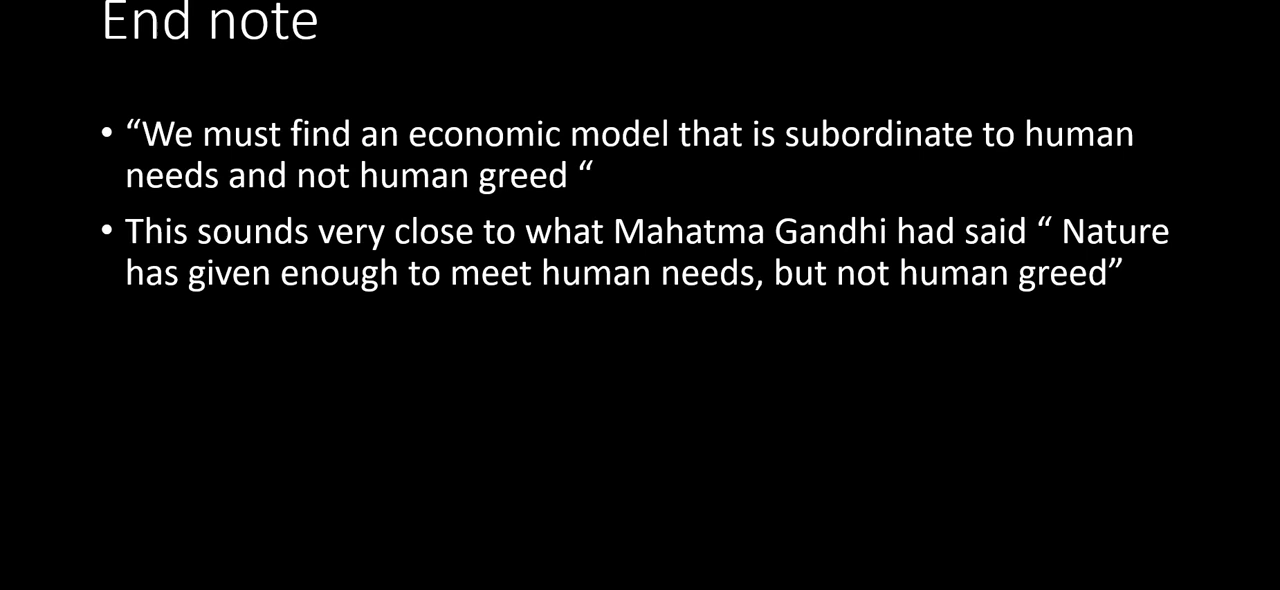 End note
• “We must find an economic model that is subordinate to human
needs and not human greed “
• This sounds very close to what Mahatma Gandhi had said “ Nature
has given enough to meet human needs, but not human greed”